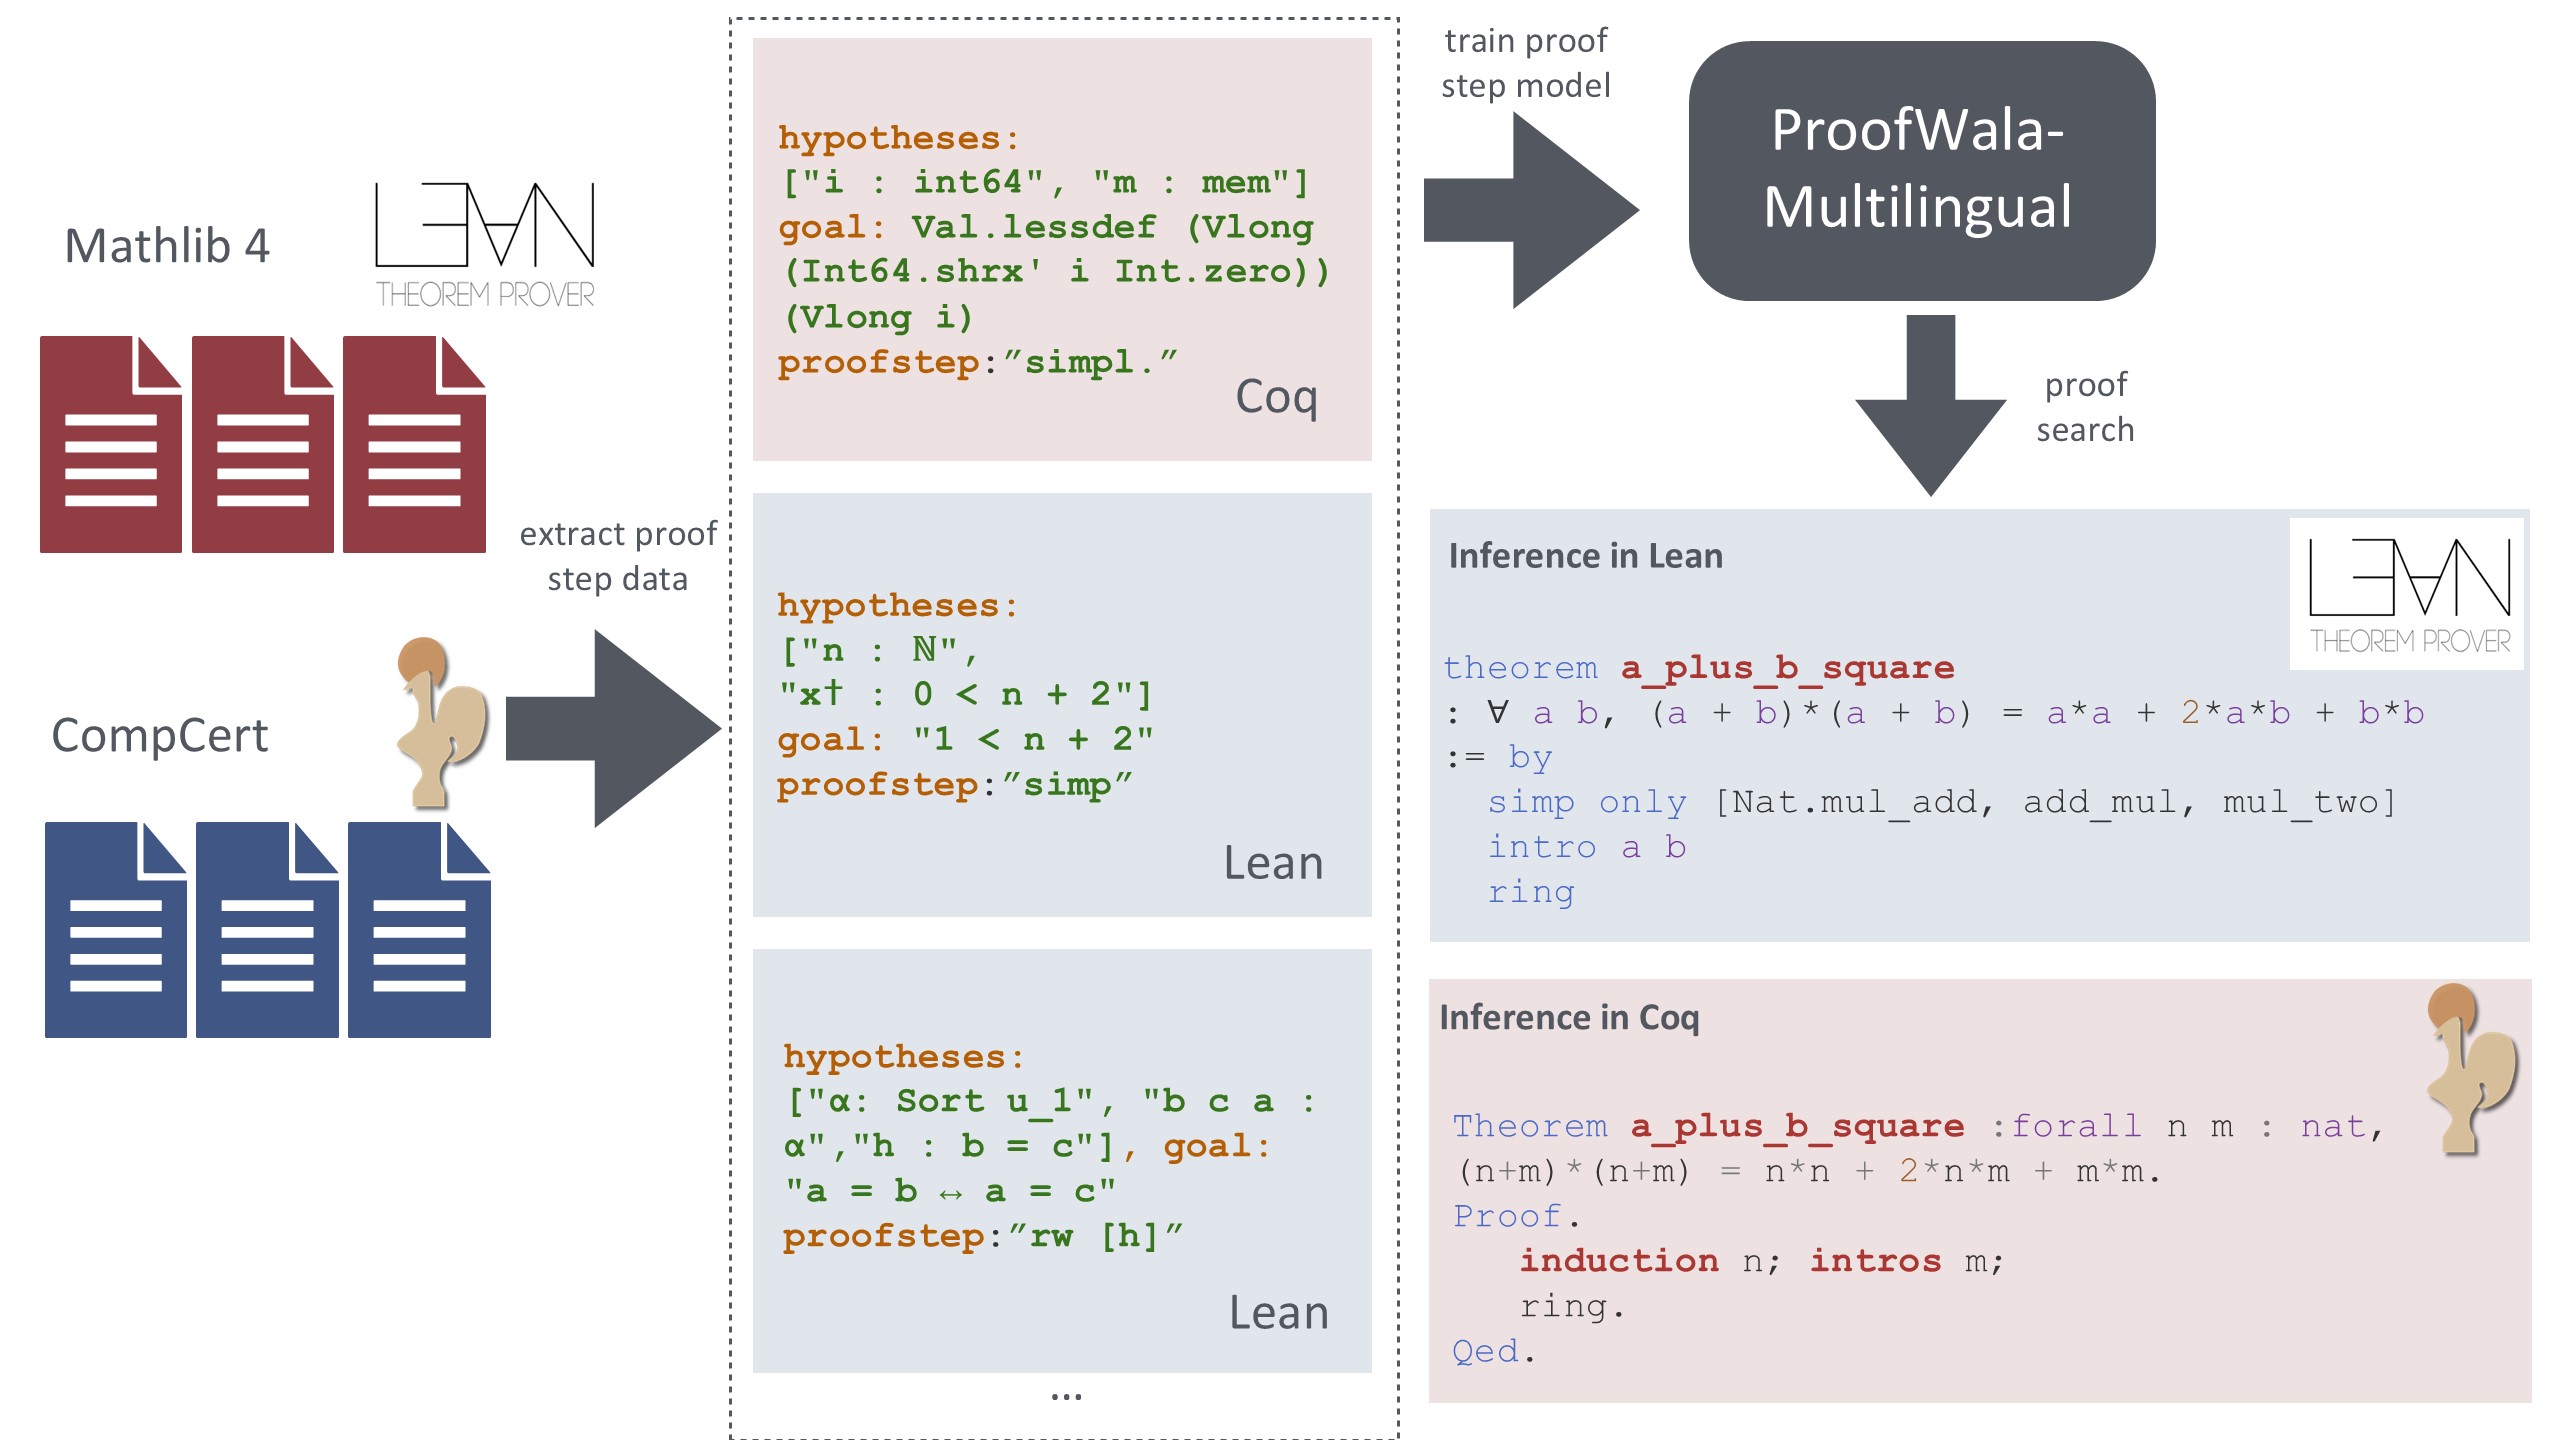 Mathlib 4
LEAN
THEOREM PROVER
CompCert
extract proof
step data
hypotheses:
["i : int64", "m : mem"]
goal: Val.lessdef (Vlong
(Int64.shrx' i Int.zero))
(Vlong i)
proofstep:″simpl.″
Coq
hypotheses:
["n : ℕ",
"x† : 0 < n + 2"]
goal: "1 < n + 2"
proofstep:″simp″
Lean
hypotheses:
["α: Sort u_1", "b c a :
α","h : b = c"], goal:
"a = b ↔ a = c"
proofstep:″rw [h]″
Lean
...
train proof
step model
ProofWala-
Multilingual
proof
search
Inference in Lean
LEAN
THEOREM PROVER
theorem a_plus_b_square
: ∀ a b, (a + b)*(a + b) = a*a + 2*a*b + b*b
:= by
simp only [Nat.mul_add, add_mul, mul_two]
intro a b
ring
Inference in Coq
Theorem a_plus_b_square :forall n m : nat,
(n+m)*(n+m) = n*n + 2*n*m + m*m.
Proof.
induction n; intros m;
ring.
Qed.